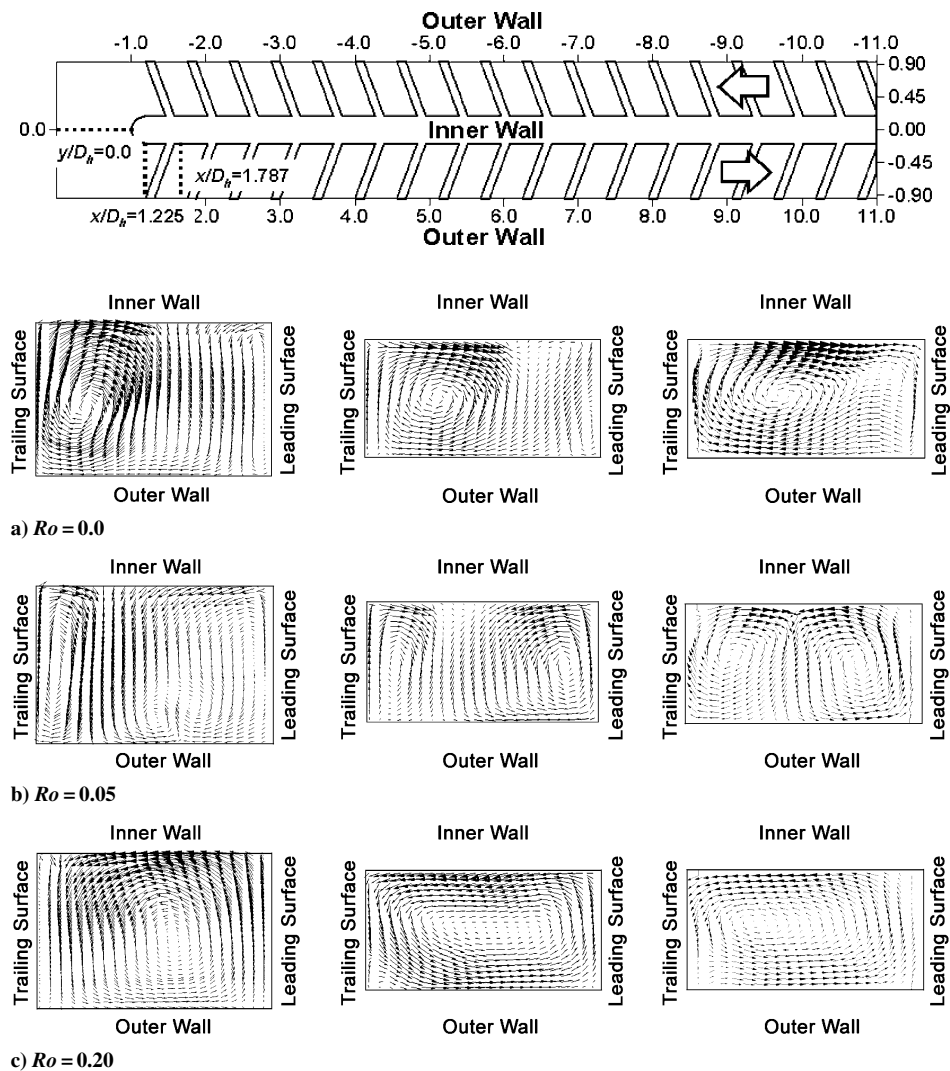 Outer Wall
-1.0 -2.0 -3.0 -4.0 -5.0 -6.0 -7.0 -8.0 -9.0 -10.0 -11.0
0.90
0.45
0.0 Inner Wall 0.00
y/Dh=0.0
x/Dh=1.787
-0.45
-0.90
x/Dh=1.225 2.0 3.0 4.0 5.0 6.0 7.0 8.0 9.0 10.0 11.0
Outer Wall
Inner Wall Inner Wall Inner Wall
Trailing Surface Leading Surface Trailing Surface Leading Surface Trailing Surface Leading Surface
Outer Wall Outer Wall Outer Wall
a) Ro = 0.0
Inner Wall Inner Wall Inner Wall
Trailing Surface Leading Surface Trailing Surface Leading Surface Trailing Surface Leading Surface
Outer Wall Outer Wall Outer Wall
b) Ro = 0.05
Inner Wall Inner Wall Inner Wall
Trailing Surface Leading Surface Trailing Surface Leading Surface Trailing Surface Leading Surface
Outer Wall Outer Wall Outer Wall
c) Ro = 0.20